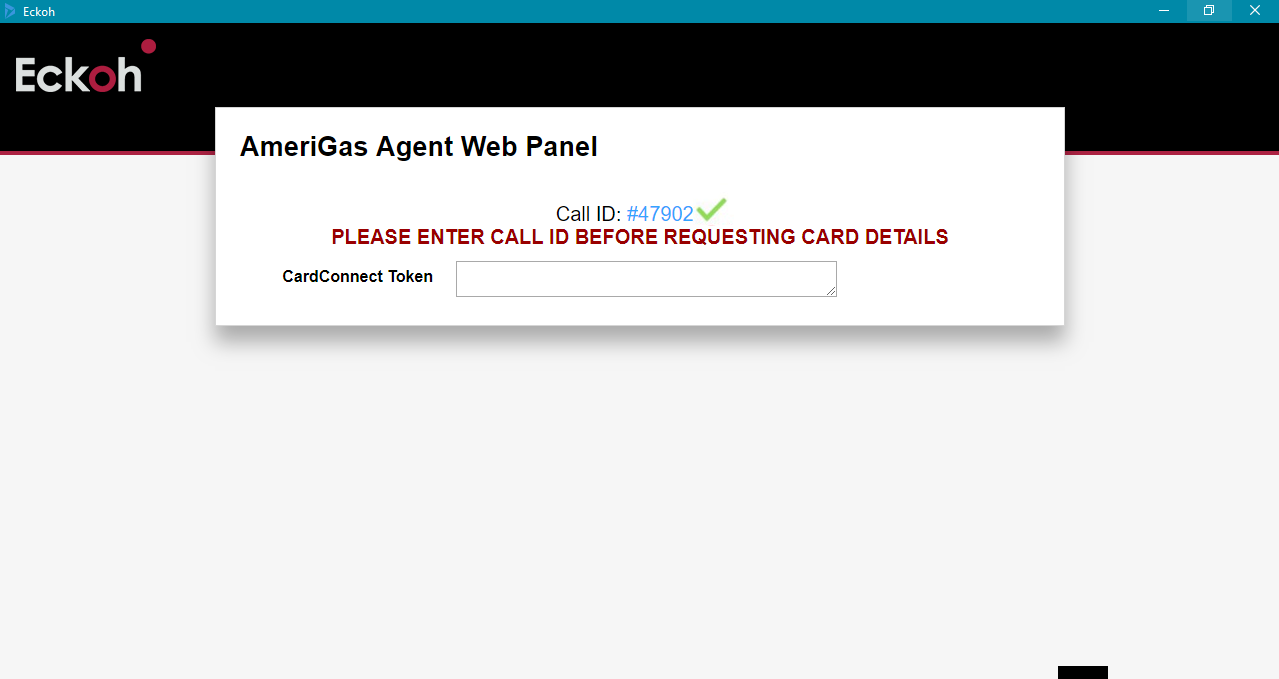 Eckoh
Eckoh
AmeriGas Agent Web Panel
Call ID: #47902
PLEASE ENTER CALL ID BEFORE REQUESTING CARD DETAILS
CardConnect Token